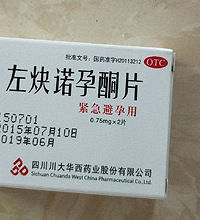 批准文号：国药准字H20113212
OTC
左炔诺孕酮片
紧急避孕用
0.75mg×2片
50701
2015年07月10日
019年06月
四川川大华西药业股份有限公司
Sichuan Chuanda West China Pharmaceutical Co.,Ltd.